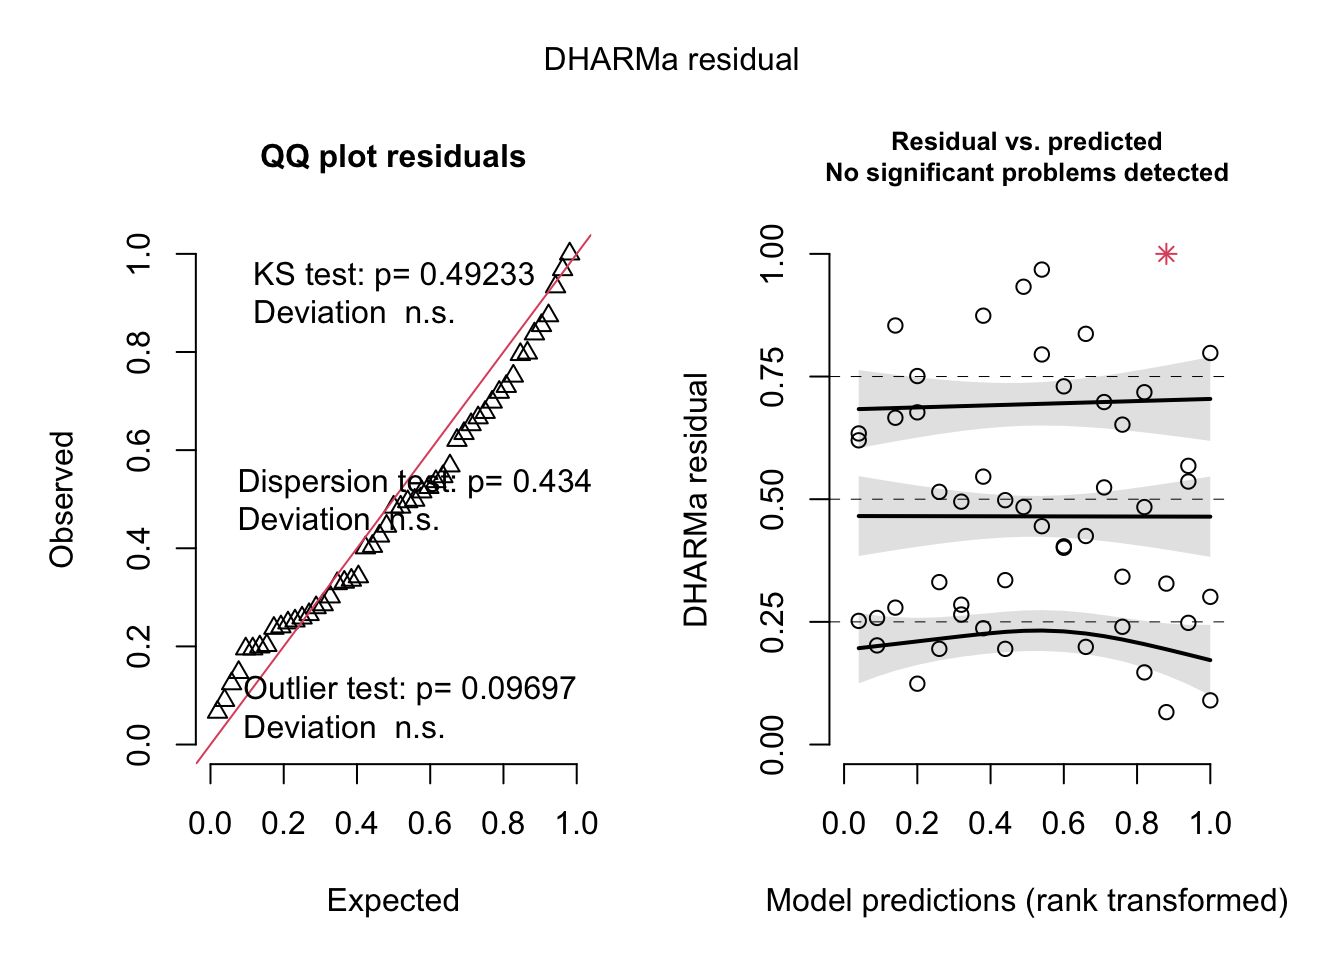 DHARMa residual
QQ plot residuals
KS test: p= 0.49233
Deviation  n.s.
Dispersion test: p= 0.434
Deviation  n.s.
Outlier test: p= 0.09697
Deviation  n.s.
Observed
0.0 0.2 0.4 0.6 0.8 1.0
0.0 0.2 0.4 0.6 0.8 1.0
Expected
Residual vs. predicted
No significant problems detected
DHARMa residual
0.00 0.25 0.50 0.75 1.00
0.0 0.2 0.4 0.6 0.8 1.0
Model predictions (rank transformed)